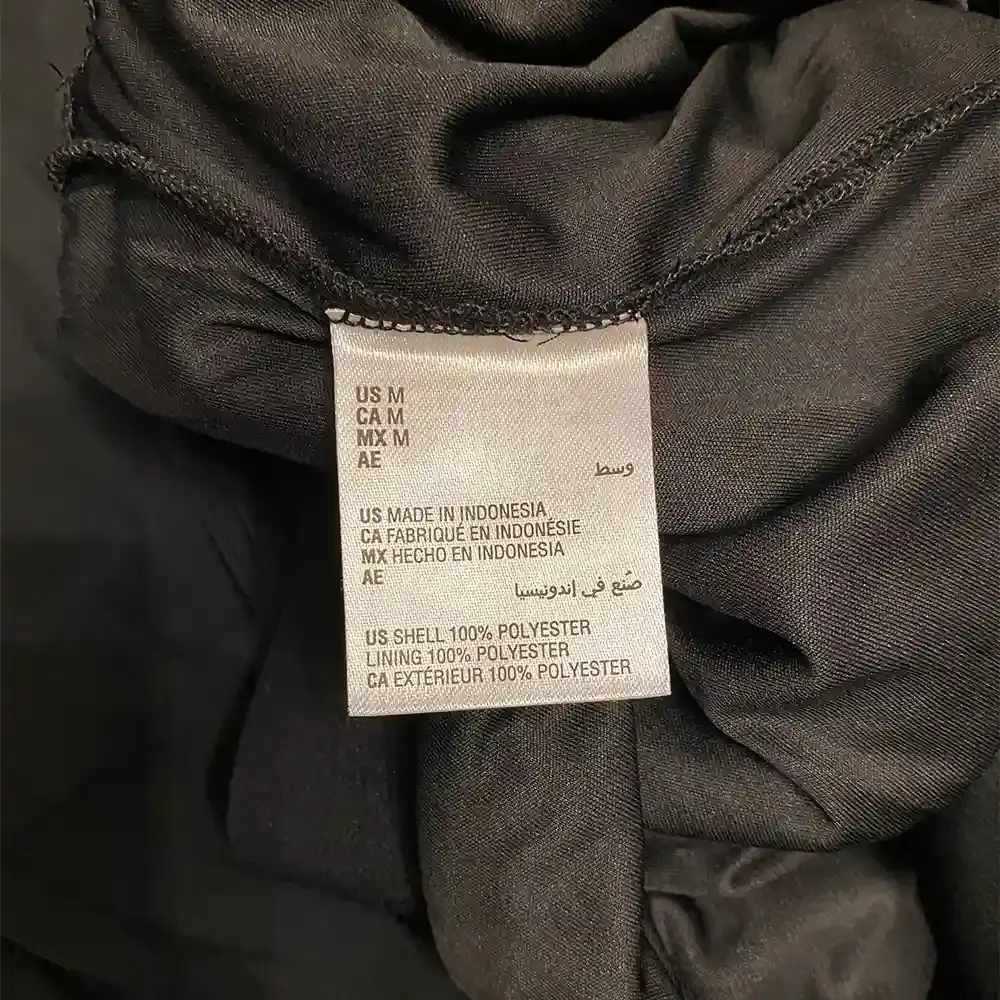 US M
CA M
MX M
AE
وسط
US MADE IN INDONESIA
CA FABRIQUÉ EN INDONÉSIE
MX HECHO EN INDONESIA
AE
صُنع في إندونيسيا
US SHELL 100% POLYESTER
LINING 100% POLYESTER
CA EXTÉRIEUR 100% POLYESTER